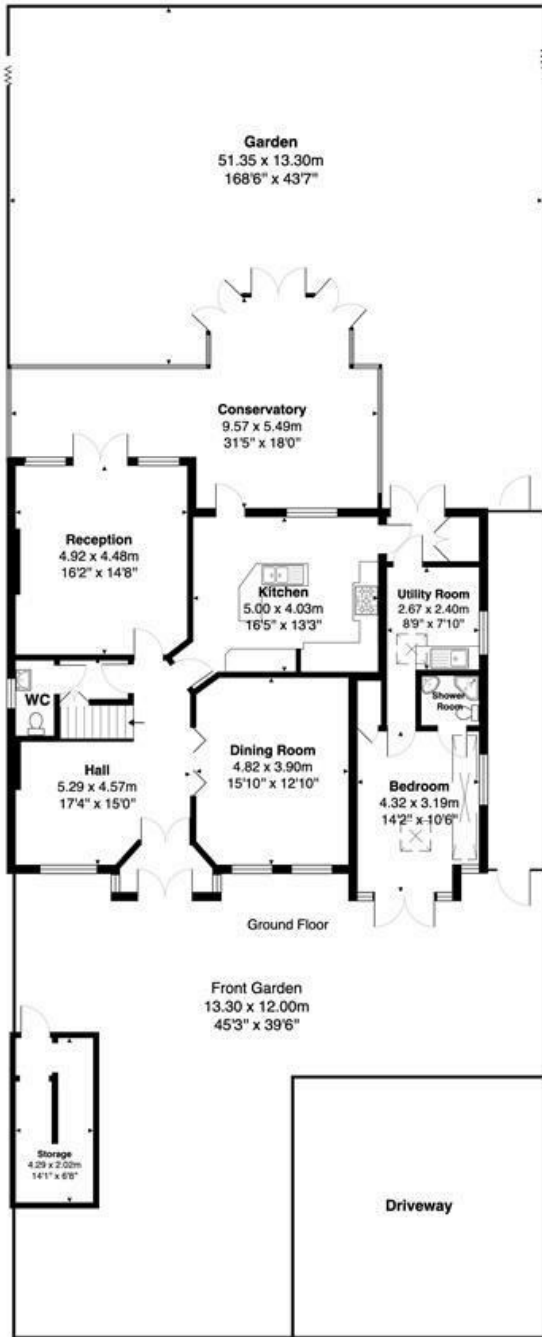 Garden
51.35 x 13.30m
168'6" x 43'7"
Conservatory
9.57 x 5.49m
31'5" x 18'0"
Reception
4.92 x 4.48m
16'2" x 14'8"
Kitchen
5.00 x 4.03m
16'5" x 13'3"
Utility Room
2.67 x 2.40m
8'9" x 7'10"
WC
Shower
Room
Hall
5.29 x 4.57m
17'4" x 15'0"
Dining Room
4.82 x 3.90m
15'10" x 12'10"
Bedroom
4.32 x 3.19m
14'2" x 10'6"
Ground Floor
Front Garden
13.30 x 12.00m
45'3" x 39'6"
Storage
4.29 x 2.02m
14'1" x 6'8"
Driveway